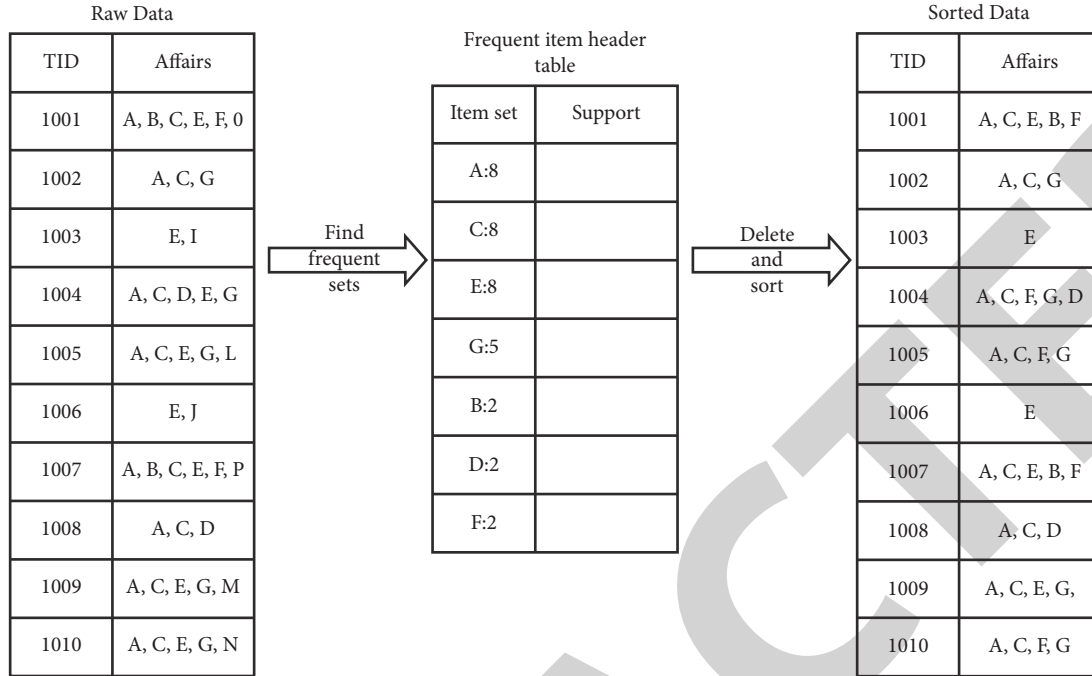 Raw Data
TID Affairs
1001 A, B, C, E, F, 0
1002 A, C, G
1003 E, I
1004 A, C, D, E, G
1005 A, C, E, G, L
1006 E, J
1007 A, B, C, E, F, P
1008 A, C, D
1009 A, C, E, G, M
1010 A, C, E, G, N
Find
frequent
sets
Frequent item header
table
Item set Support
A:8
C:8
E:8
G:5
B:2
D:2
F:2
Delete
and
sort
Sorted Data
TID Affairs
1001 A, C, E, B, F
1002 A, C, G
1003 E
1004 A, C, F, G, D
1005 A, C, F, G
1006 E
1007 A, C, E, B, F
1008 A, C, D
1009 A, C, E, G,
1010 A, C, F, G